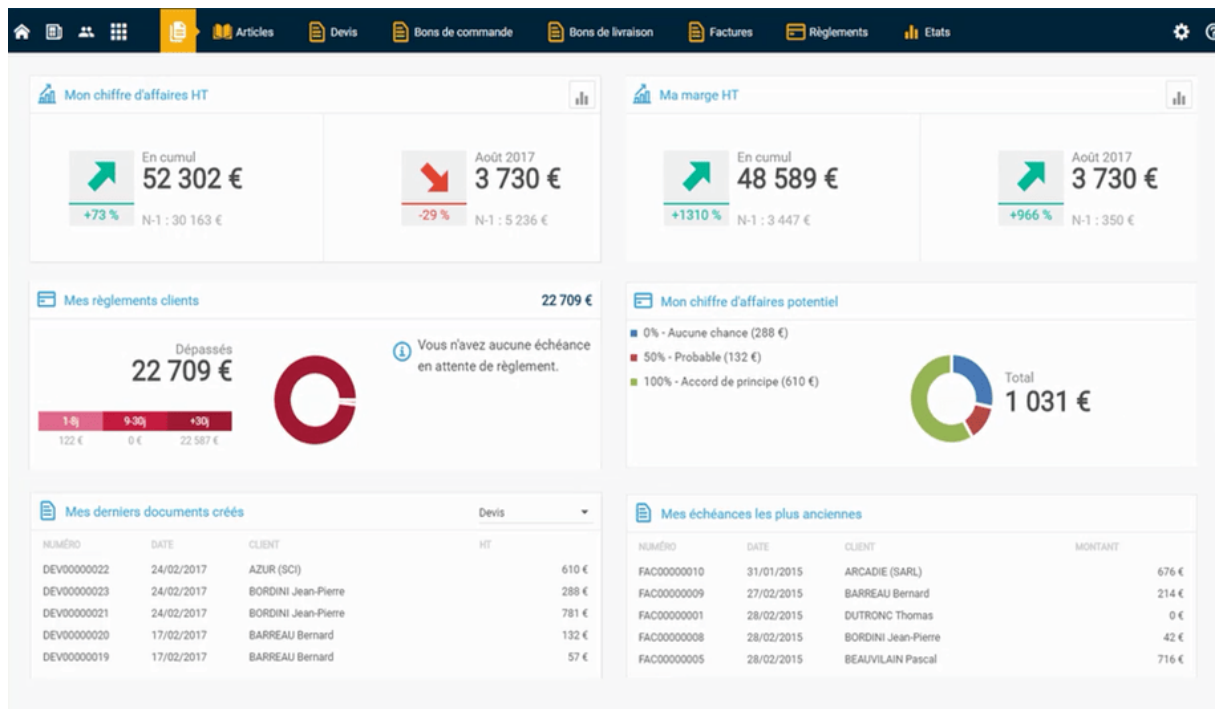 Articles Devis Bons de commande Bons de livraison Factures Règlements Etats
Mon chiffre d'affaires HT
En cumul
52 302 €
+73 %
N-1 : 30 163 €
Août 2017
3 730 €
-29 %
N-1 : 5 236 €
Ma marge HT
En cumul
48 589 €
+1310 %
N-1 : 3 447 €
Août 2017
3 730 €
+966 %
N-1 : 350 €
Mes règlements clients 22 709 €
Dépassés
22 709 €
1-8j 9-30j +30j
122 € 0 € 22 587 €
Vous n'avez aucune échéance
en attente de règlement.
Mon chiffre d'affaires potentiel
0% - Aucune chance (288 €)
50% - Probable (132 €)
100% - Accord de principe (610 €)
Total
1 031 €
Mes derniers documents créés Devis
NUMÉRO DATE CLIENT HT
DEV00000022 24/02/2017 AZUR (SCI) 610 €
DEV00000023 24/02/2017 BORDINI Jean-Pierre 288 €
DEV00000021 24/02/2017 BORDINI Jean-Pierre 781 €
DEV00000020 17/02/2017 BARREAU Bernard 132 €
DEV00000019 17/02/2017 BARREAU Bernard 57 €
Mes échéances les plus anciennes
NUMÉRO DATE CLIENT MONTANT
FAC00000010 31/01/2015 ARCADIE (SARL) 676 €
FAC00000009 27/02/2015 BARREAU Bernard 214 €
FAC00000001 28/02/2015 DUTRONC Thomas 0 €
FAC00000008 28/02/2015 BORDINI Jean-Pierre 42 €
FAC00000005 28/02/2015 BEAUVILAIN Pascal 716 €